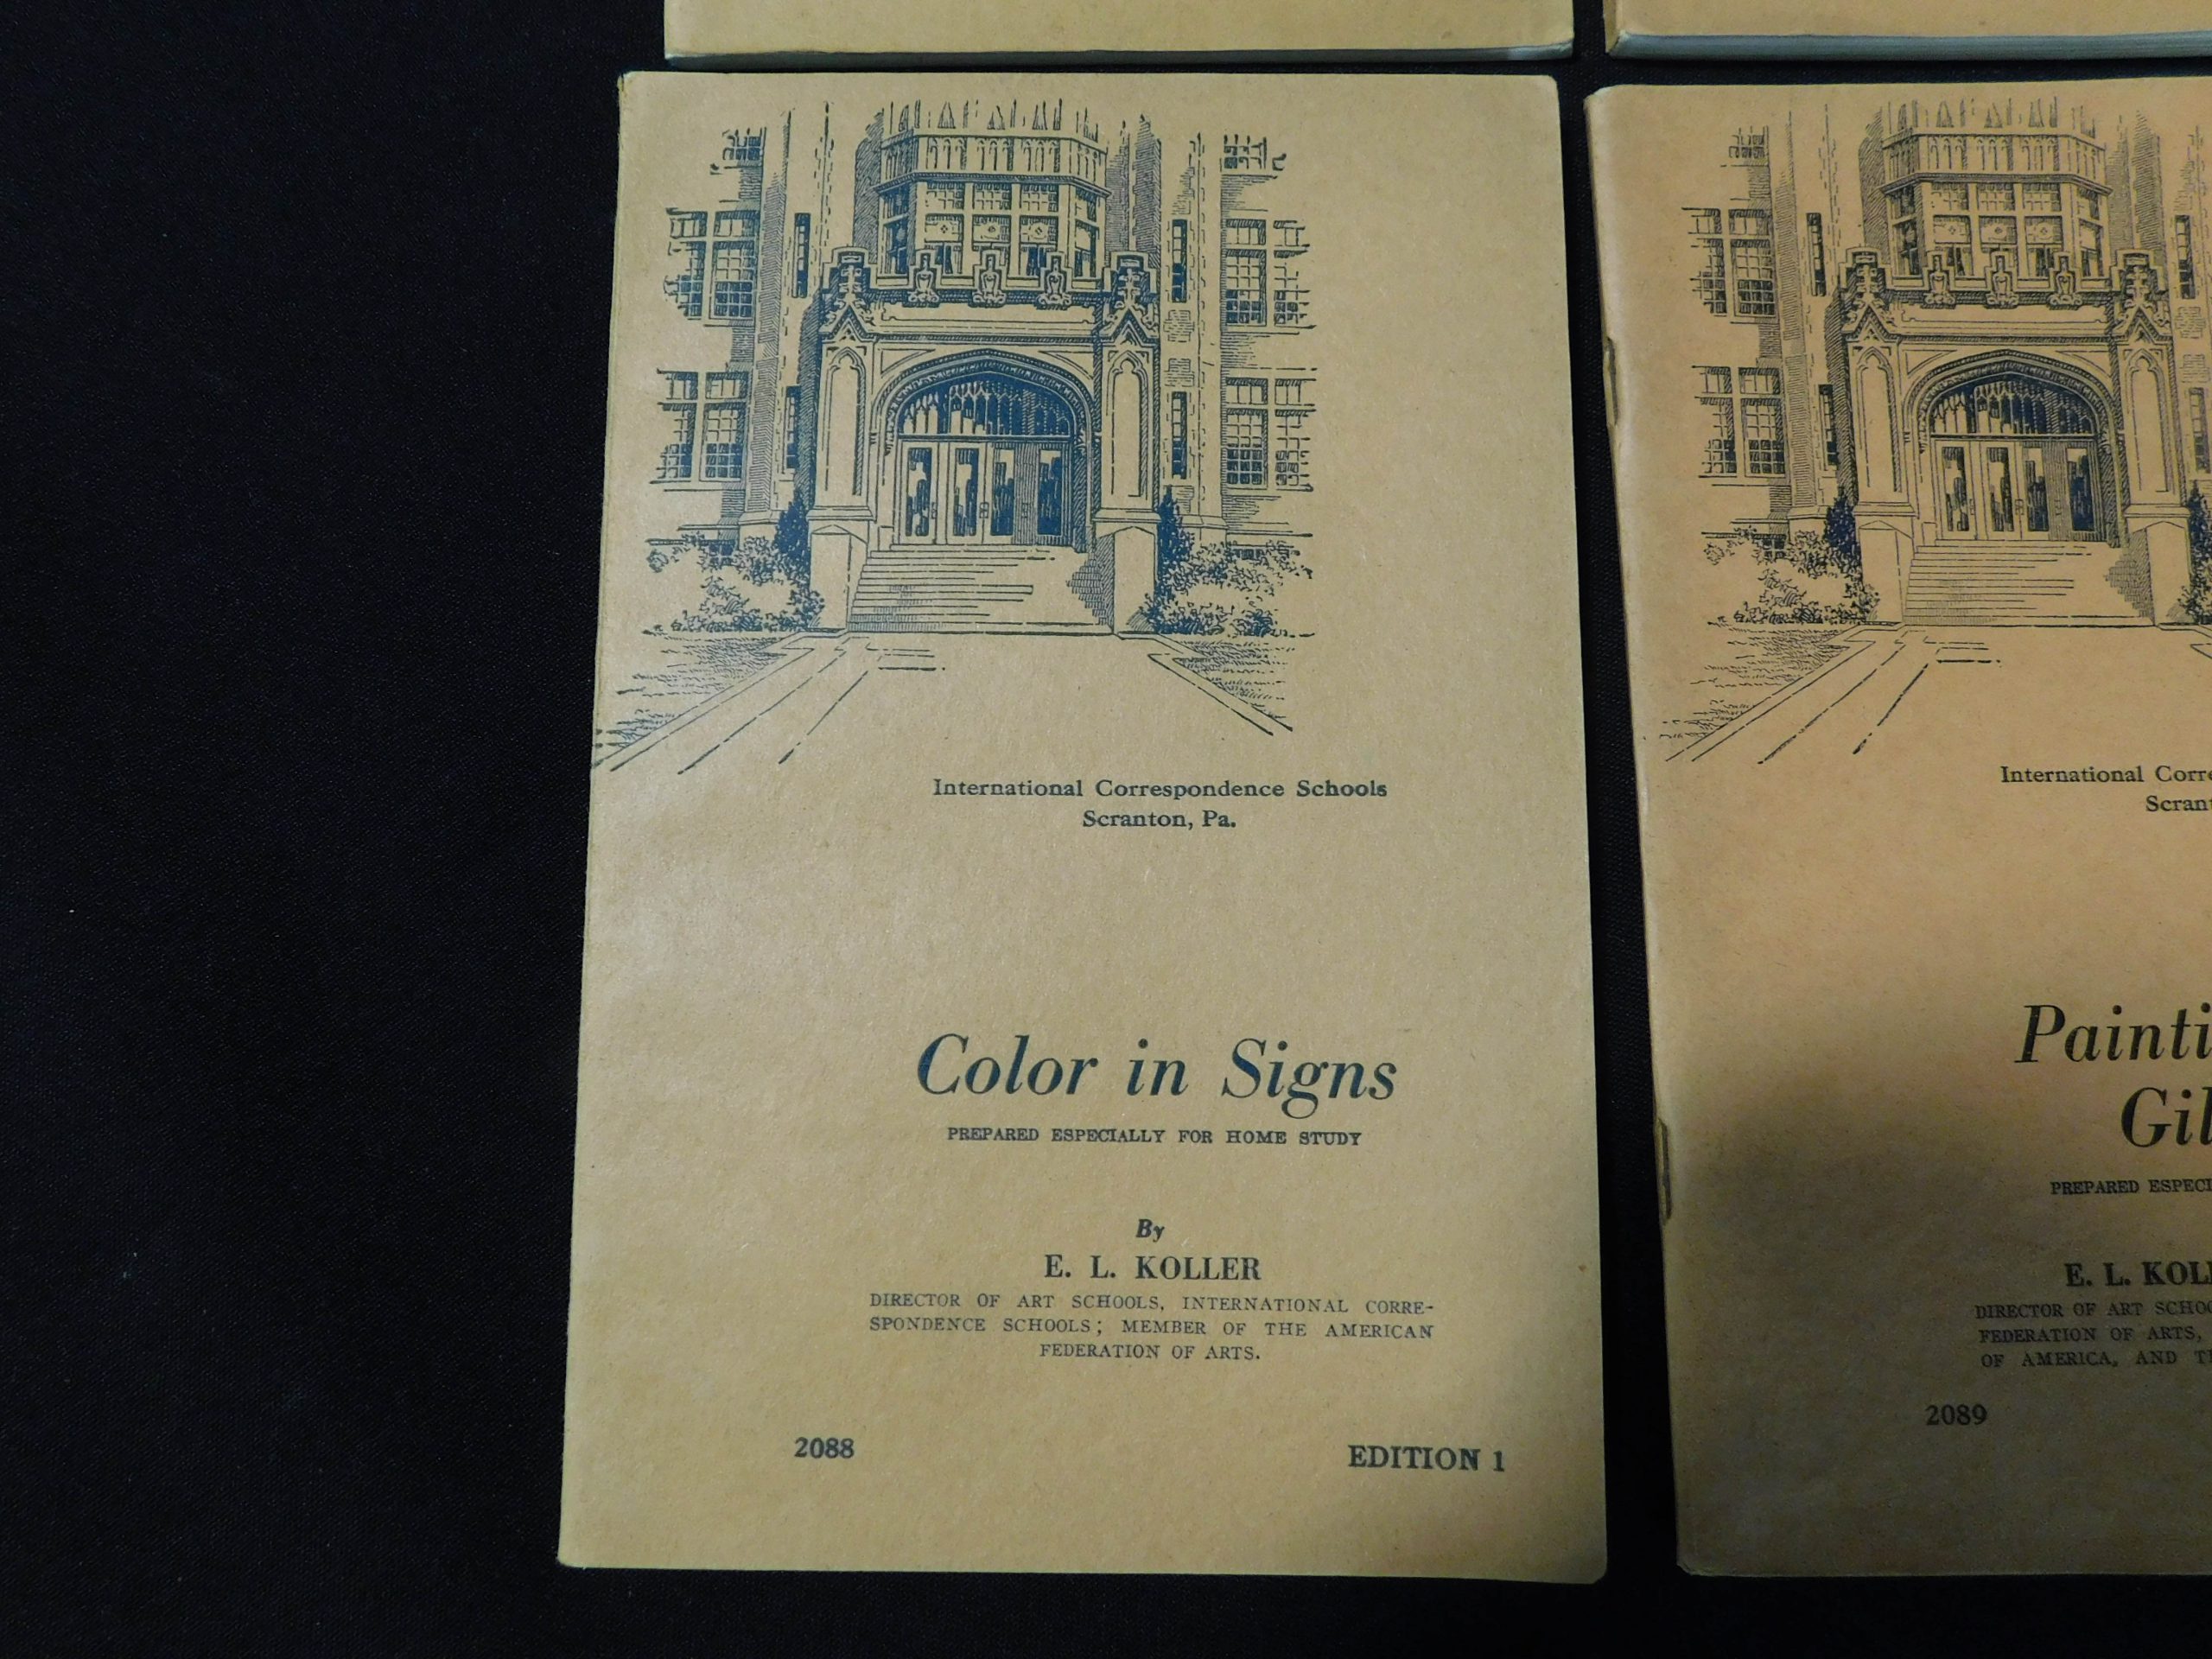 International Correspondence Schools
Scranton, Pa.
Color in Signs
PREPARED ESPECIALLY FOR HOME STUDY
By
E. L. KOLLER
DIRECTOR OF ART SCHOOLS, INTERNATIONAL CORRE-
SPONDENCE SCHOOLS; MEMBER OF THE AMERICAN
FEDERATION OF ARTS.
2088 EDITION 1
International Corre
Scran
Painti
Gil
PREPARED ESPECI
E. L. KOL
DIRECTOR OF ART SCHOO
FEDERATION OF ARTS,
OF AMERICA, AND T
2089